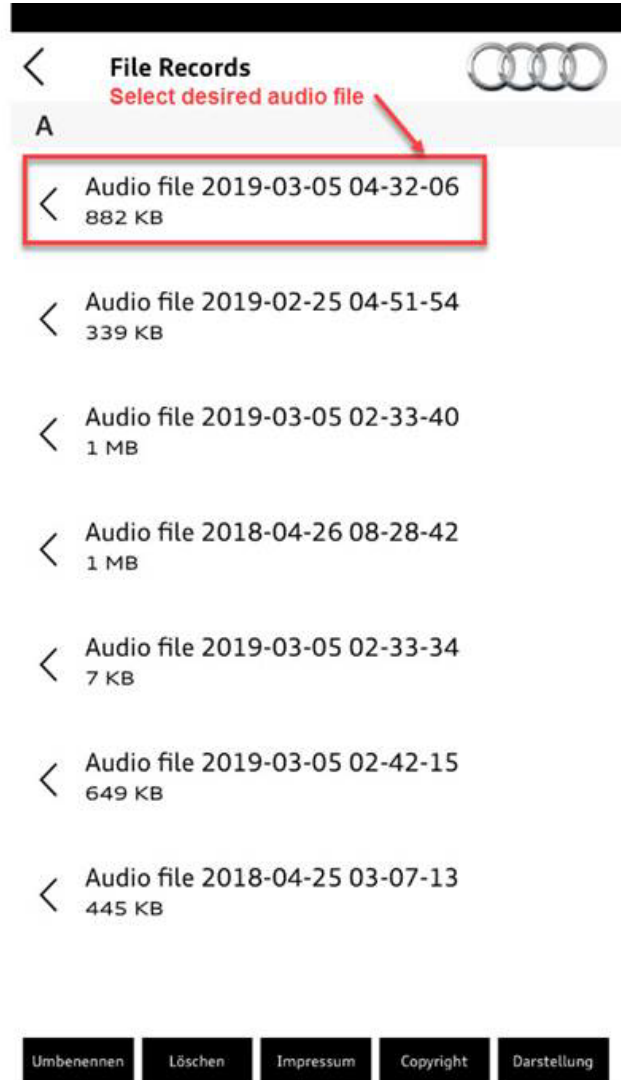 File Records
Select desired audio file
A
Audio file 2019-03-05 04-32-06
882 KB
Audio file 2019-02-25 04-51-54
339 KB
Audio file 2019-03-05 02-33-40
1 MB
Audio file 2018-04-26 08-28-42
1 MB
Audio file 2019-03-05 02-33-34
7 KB
Audio file 2019-03-05 02-42-15
649 KB
Audio file 2018-04-25 03-07-13
445 KB
Umbenennen Löschen Impressum Copyright Darstellung